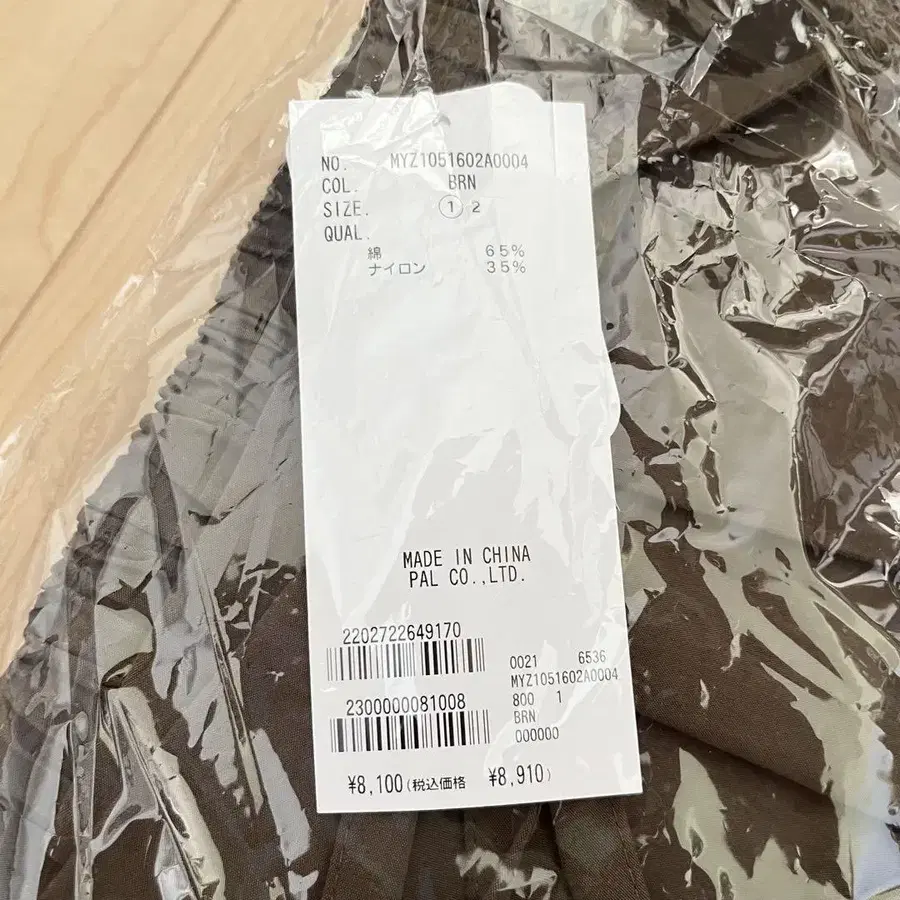 NO. MYZ1051602A0004
COL. BRN
SIZE. ① 2
QUAL.
綿 65%
ナイロン 35%
MADE IN CHINA
PAL CO.,LTD.
2202722649170
2300000081008
0021 6536
MYZ1051602A0004
800 1
BRN
000000
¥8,100(税込価格 ¥8,910)